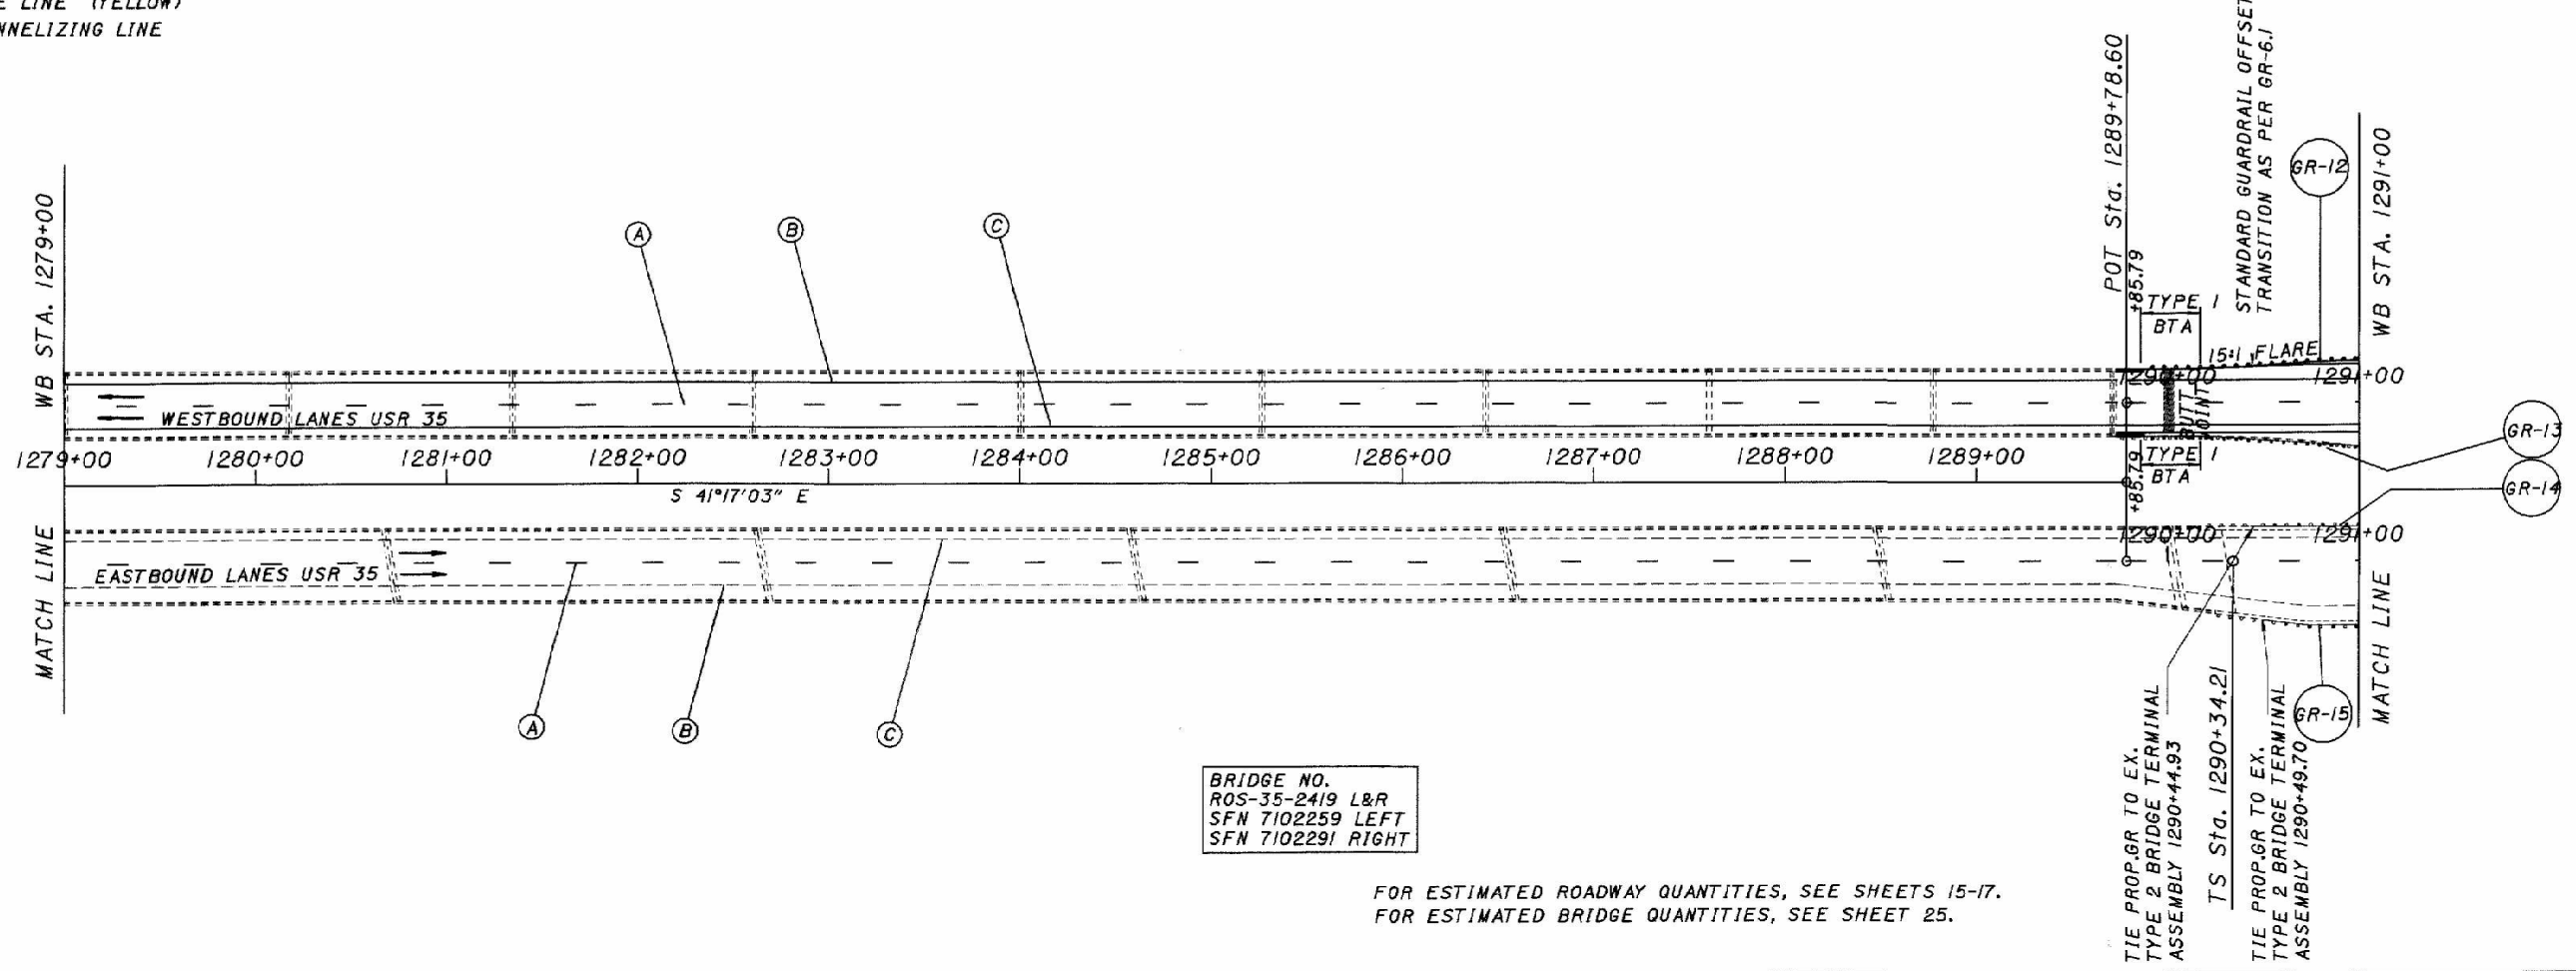 E LINE (YELLOW)
NNELIZING LINE
WB STA. 1279+00
MATCH LINE
A
B
C
POT Sta. 1289+78.60
+85.79
TYPE 1
BTA
STANDARD GUARDRAIL OFFSET
TRANSITION AS PER GR-6.1
15:1 FLARE
GR-12
WB STA. 1291+00
WESTBOUND LANES USR 35
1290+00
1291+00
BUTT
JOINT
GR-13
GR-14
1279+00 1280+00 1281+00 1282+00 1283+00 1284+00 1285+00 1286+00 1287+00 1288+00 1289+00
S 41°17'03" E
+85.79
TYPE 1
BTA
1290+00
1291+00
EASTBOUND LANES USR 35
A
B
C
BRIDGE NO.
ROS-35-2419 L&R
SFN 7102259 LEFT
SFN 7102291 RIGHT
FOR ESTIMATED ROADWAY QUANTITIES, SEE SHEETS 15-17.
FOR ESTIMATED BRIDGE QUANTITIES, SEE SHEET 25.
TIE PROP.GR TO EX.
TYPE 2 BRIDGE TERMINAL
ASSEMBLY 1290+44.93
TS Sta. 1290+34.21
TIE PROP.GR TO EX.
TYPE 2 BRIDGE TERMINAL
ASSEMBLY 1290+49.70
GR-15
MATCH LINE